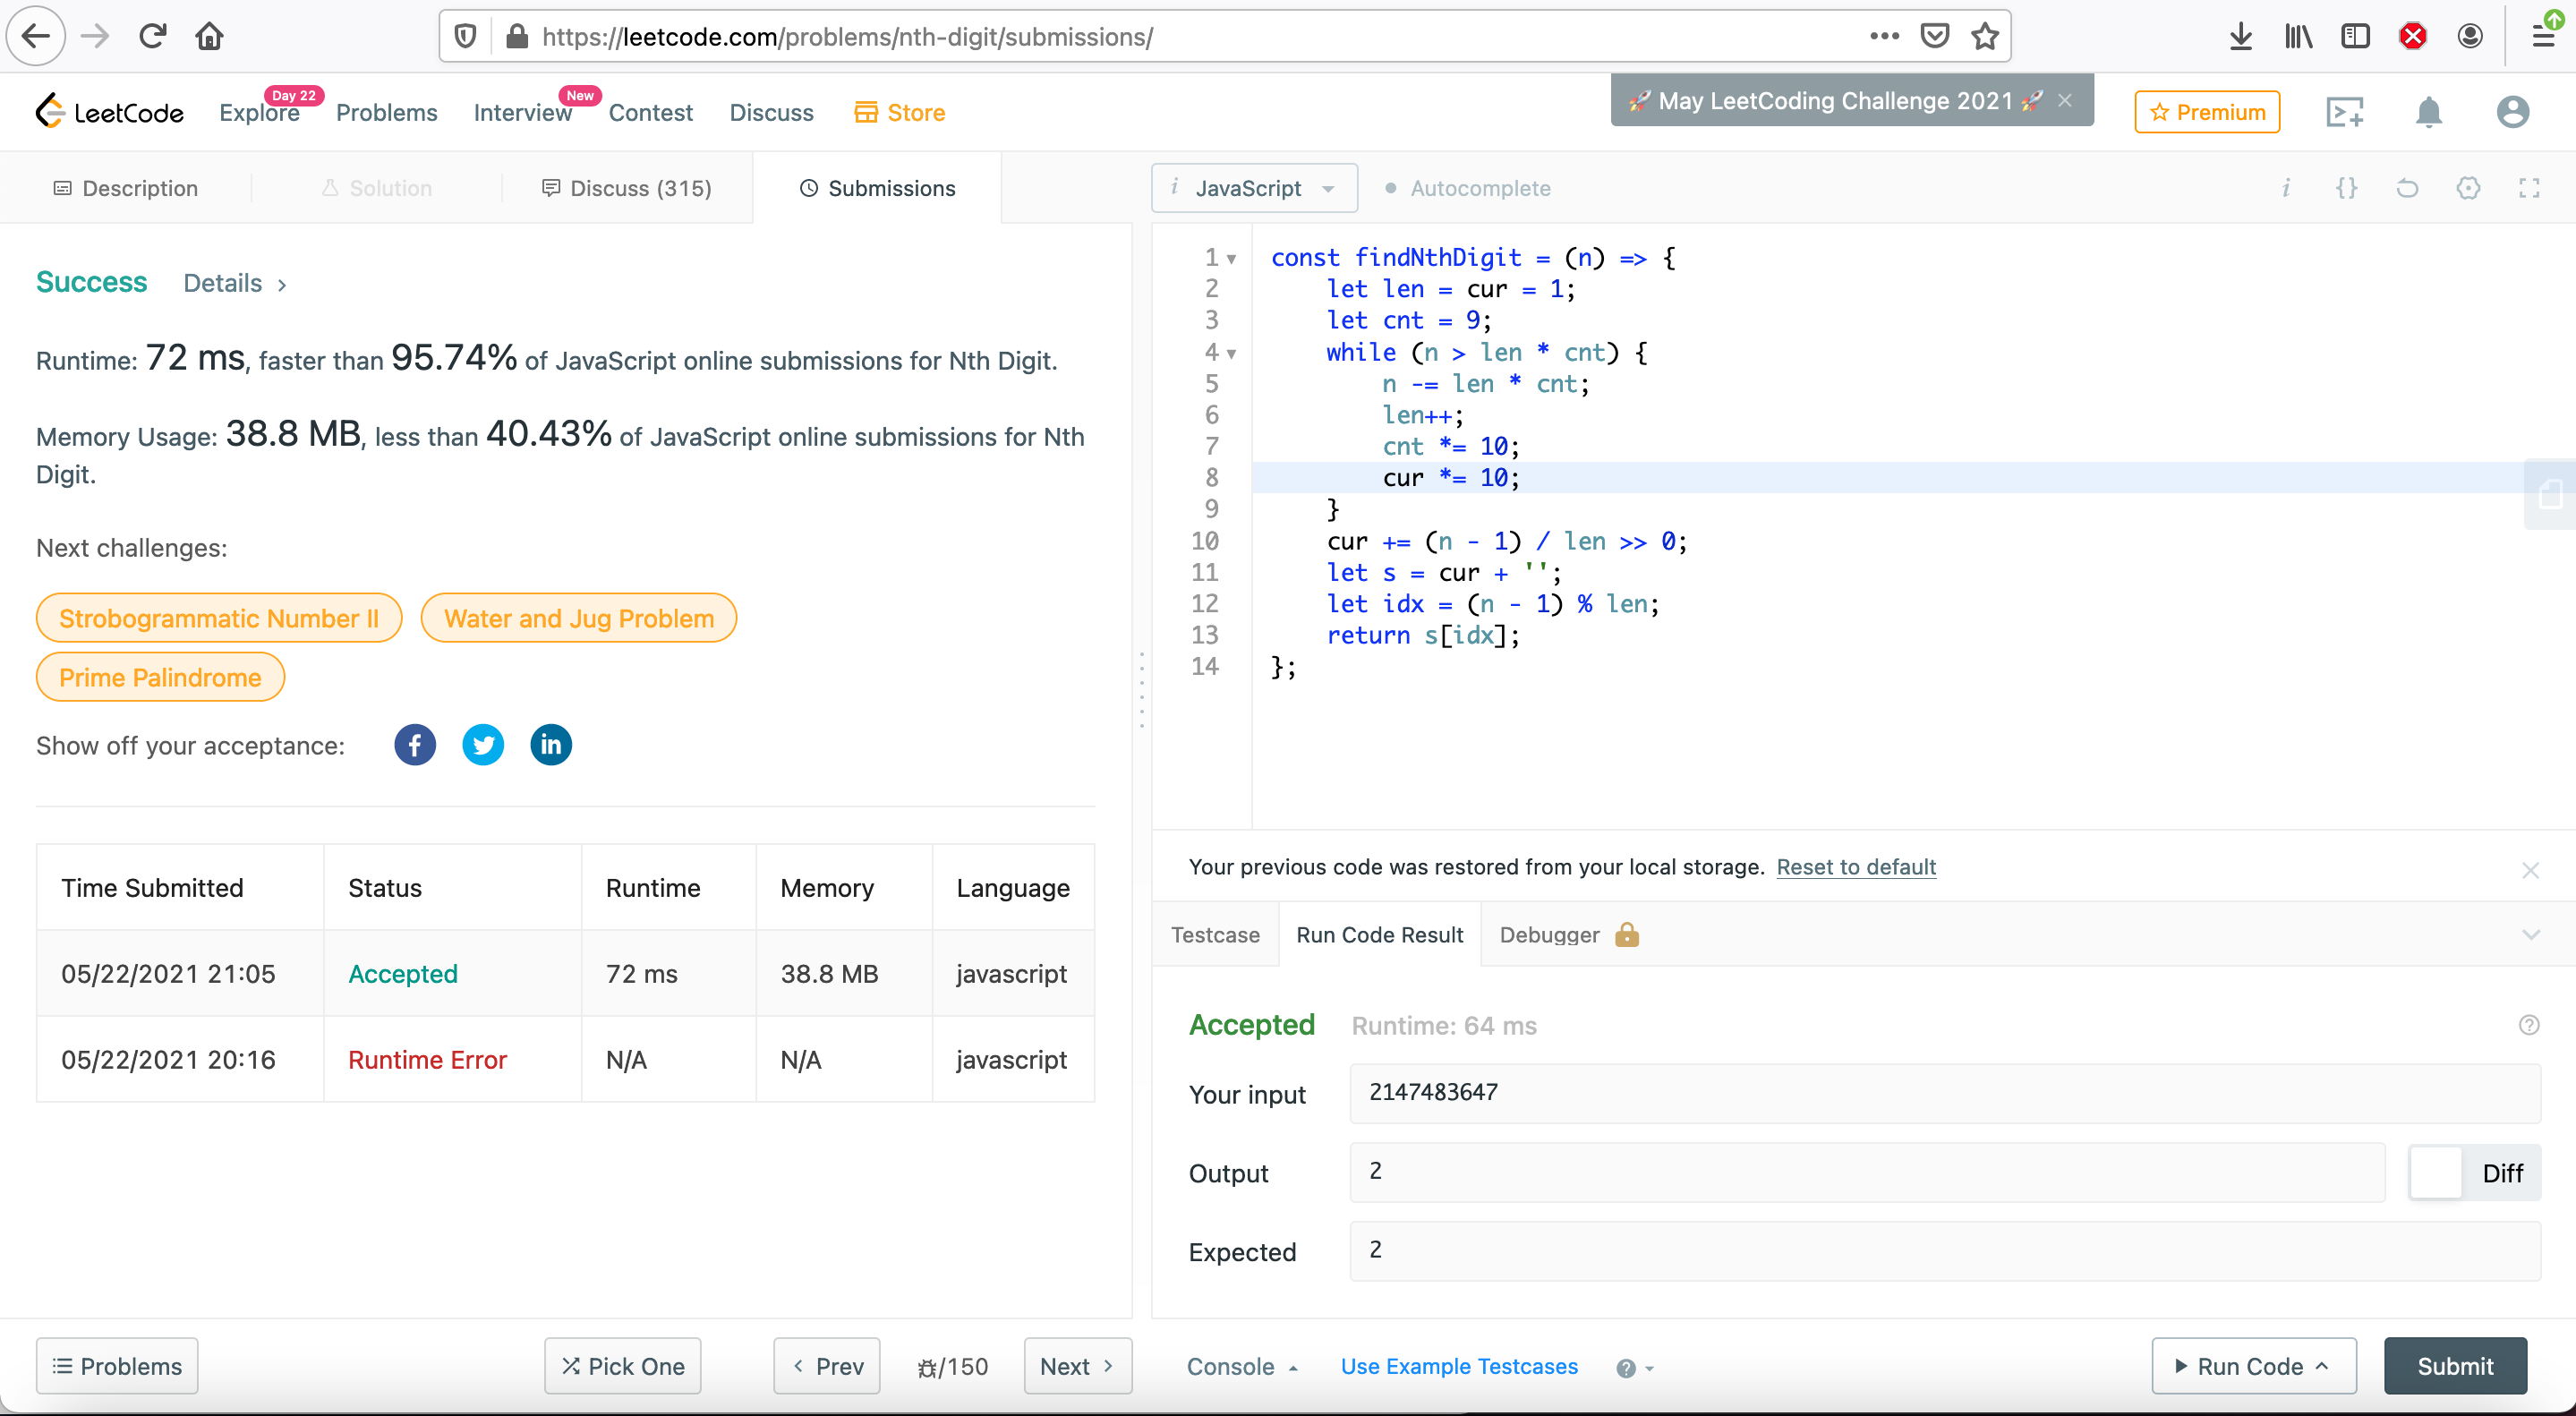 https://leetcode.com/problems/nth-digit/submissions/
LeetCode Explore Day 22 Problems Interview New Contest Discuss Store 🚀 May LeetCoding Challenge 2021 🚀 × Premium
Description Solution Discuss (315) Submissions
i JavaScript Autocomplete
Success Details >
Runtime: 72 ms, faster than 95.74% of JavaScript online submissions for Nth Digit.
Memory Usage: 38.8 MB, less than 40.43% of JavaScript online submissions for Nth
Digit.
Next challenges:
Strobogrammatic Number II Water and Jug Problem
Prime Palindrome
Show off your acceptance:
Time Submitted Status Runtime Memory Language
05/22/2021 21:05 Accepted 72 ms 38.8 MB javascript
05/22/2021 20:16 Runtime Error N/A N/A javascript
1 const findNthDigit = (n) => {
2 let len = cur = 1;
3 let cnt = 9;
4 while (n > len * cnt) {
5 n -= len * cnt;
6 len++;
7 cnt *= 10;
8 cur *= 10;
9 }
10 cur += (n - 1) / len >> 0;
11 let s = cur + '';
12 let idx = (n - 1) % len;
13 return s[idx];
14 };
Your previous code was restored from your local storage. Reset to default
Testcase Run Code Result Debugger
Accepted Runtime: 64 ms
Your input 2147483647
Output 2 Diff
Expected 2
Problems Pick One < Prev /150 Next > Console Use Example Testcases Run Code Submit